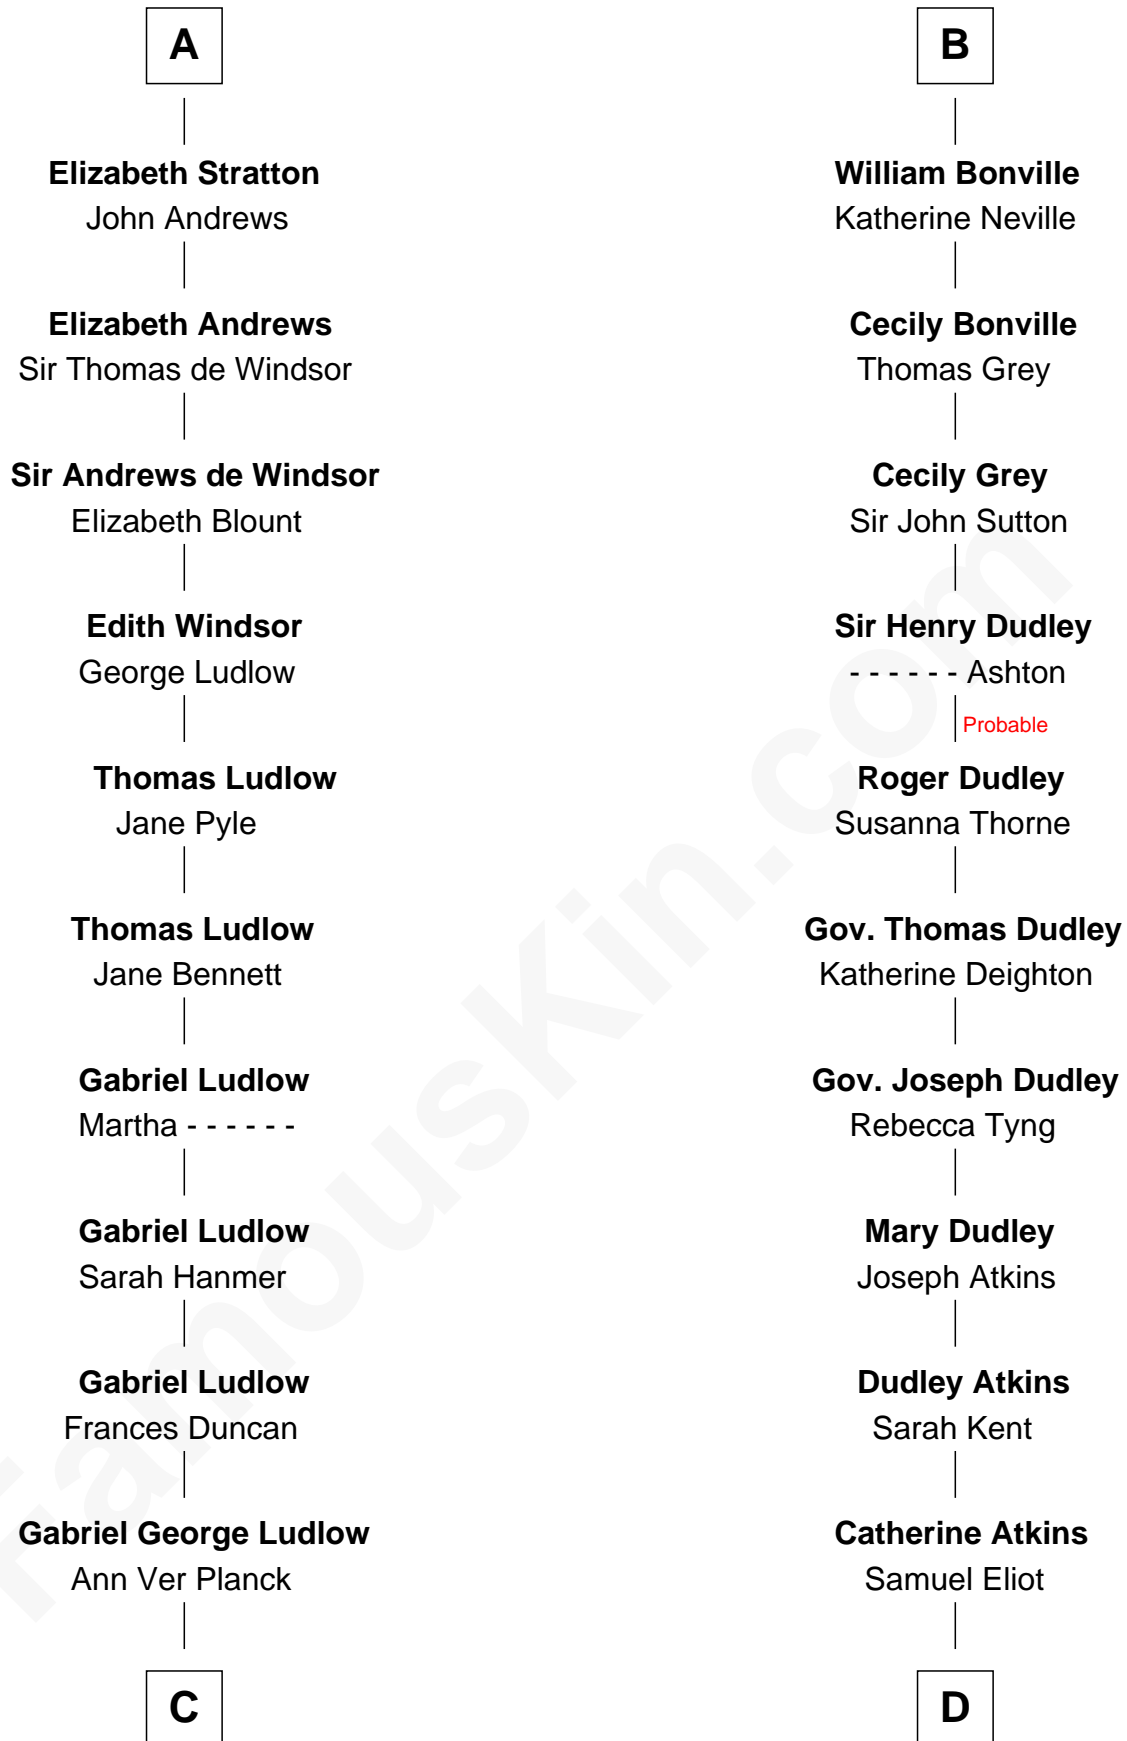 A
Elizabeth Stratton
John Andrews
Elizabeth Andrews
Sir Thomas de Windsor
Sir Andrews de Windsor
Elizabeth Blount
Edith Windsor
George Ludlow
Thomas Ludlow
Jane Pyle
Thomas Ludlow
Jane Bennett
Gabriel Ludlow
Martha - - - - - -
Gabriel Ludlow
Sarah Hanmer
Gabriel Ludlow
Frances Duncan
Gabriel George Ludlow
Ann Ver Planck
C
B
William Bonville
Katherine Neville
Cecily Bonville
Thomas Grey
Cecily Grey
Sir John Sutton
Sir Henry Dudley
- - - - - - Ashton
Probable
Roger Dudley
Susanna Thorne
Gov. Thomas Dudley
Katherine Deighton
Gov. Joseph Dudley
Rebecca Tyng
Mary Dudley
Joseph Atkins
Dudley Atkins
Sarah Kent
Catherine Atkins
Samuel Eliot
D
FamousKin.com